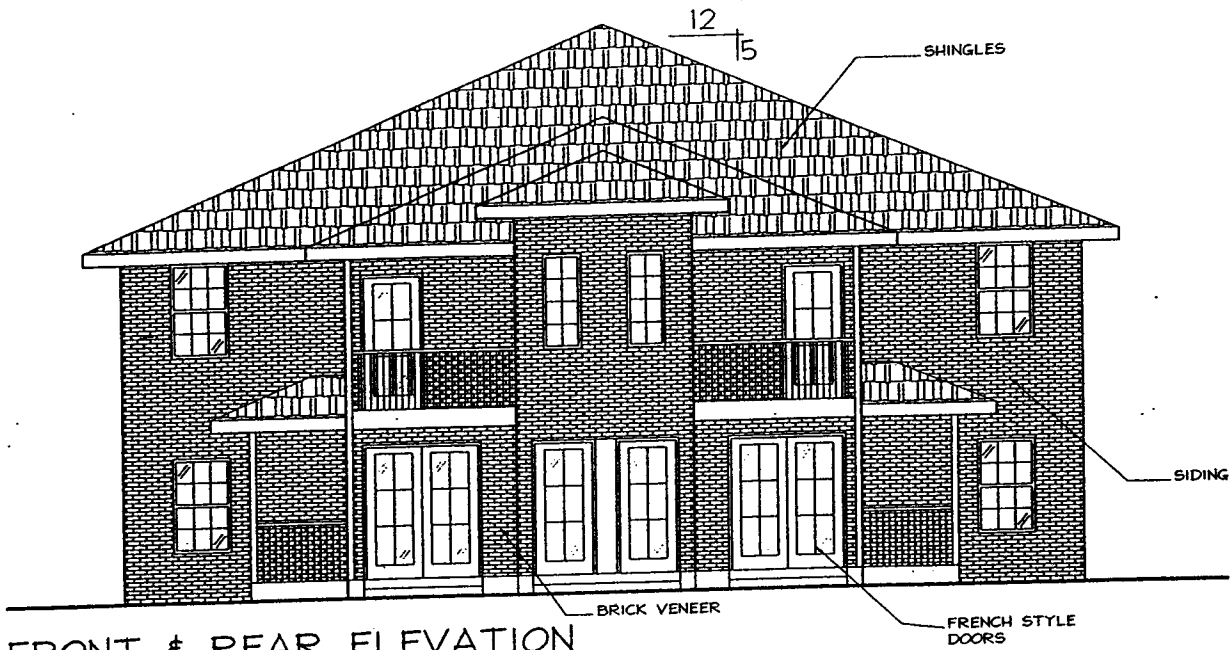 12
5
SHINGLES
SIDING
BRICK VENEER
FRENCH STYLE
DOORS
FRONT & REAR ELEVATION